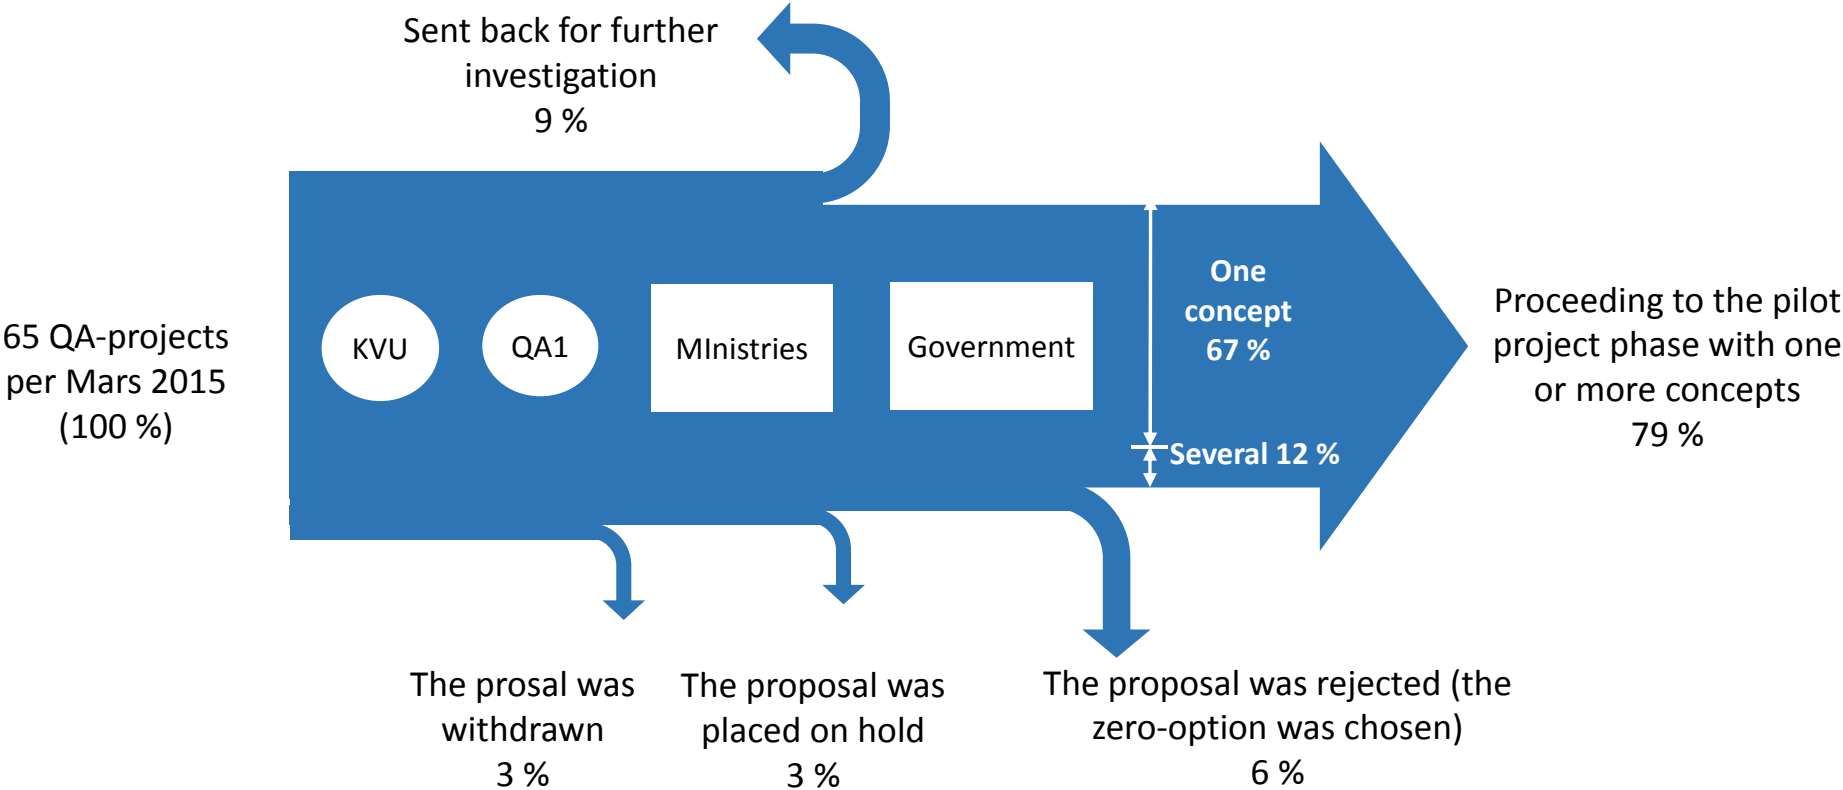 Sent back for further
investigation
9 %
65 QA-projects
per Mars 2015
(100 %)
KVU
QA1
MInistries
Government
One
concept
67 %
Several 12 %
Proceeding to the pilot
project phase with one
or more concepts
79 %
The prosal was
withdrawn
3 %
The proposal was
placed on hold
3 %
The proposal was rejected (the
zero-option was chosen)
6 %